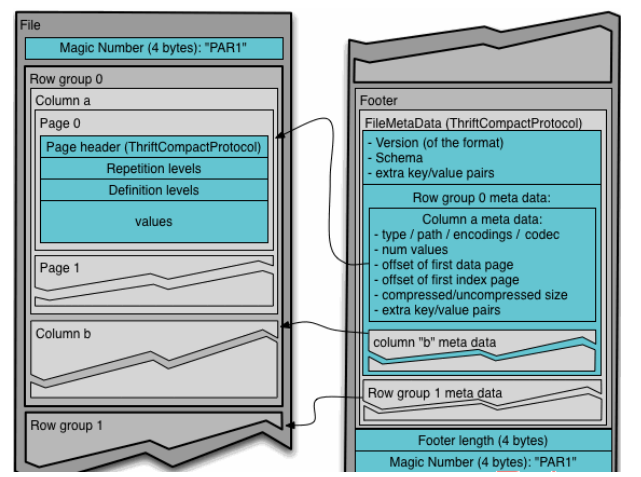 File
Magic Number (4 bytes): "PAR1"
Row group 0
Column a
Page 0
Page header (ThriftCompactProtocol)
Repetition levels
Definition levels
values
Page 1
Column b
Row group 1
Footer
FileMetaData (ThriftCompactProtocol)
- Version (of the format)
- Schema
- extra key/value pairs
Row group 0 meta data:
Column a meta data:
- type / path / encodings / codec
- num values
- offset of first data page
- offset of first index page
- compressed/uncompressed size
- extra key/value pairs
column "b" meta data
Row group 1 meta data
Footer length (4 bytes)
Magic Number (4 bytes): "PAR1"